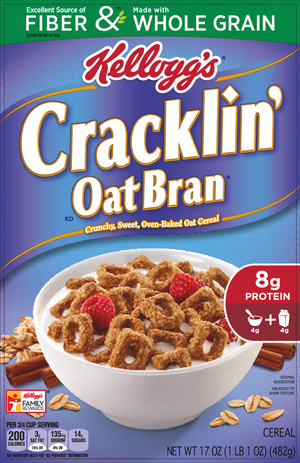 Excellent Source of
FIBER
&
Made with
WHOLE GRAIN
Kellogg's
Cracklin'
Oat Bran®
KD
Crunchy, Sweet, Oven-Baked Oat Cereal
8g
PROTEIN
4g + 4g
SERVING
SUGGESTION
ENLARGED TO
SHOW TEXTURE
Kellogg's
FAMILY
REWARDS
PER 3/4 CUP SERVING
200
CALORIES
3g
SAT FAT
135mg
SODIUM
14g
SUGARS
CEREAL
NET WT 17 OZ (1 LB 1 OZ) (482g)